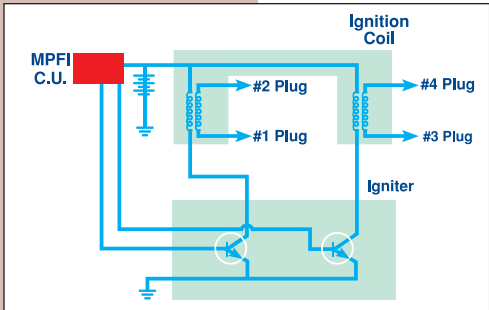 Ignition
Coil
MPFI
C.U.
#2 Plug
#4 Plug
#1 Plug
#3 Plug
Igniter